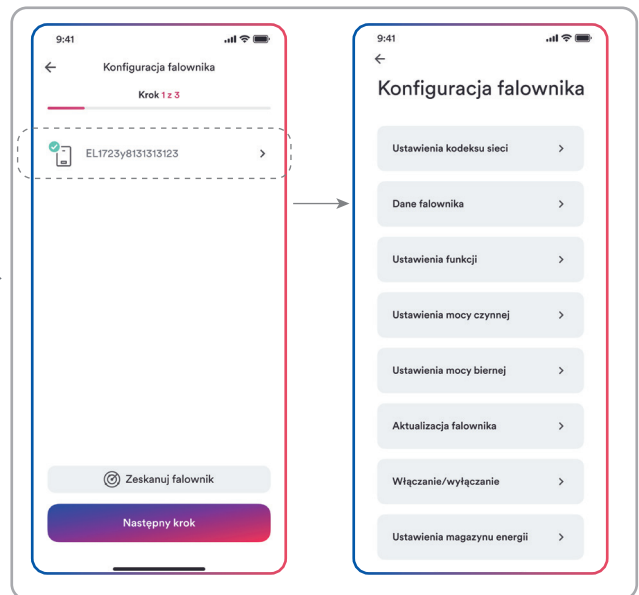 9:41
Konfiguracja falownika
Krok 1 z 3
EL1723y8131313123
Zeskanuj falownik
Następny krok
9:41
Konfiguracja falownika
Ustawienia kodeksu sieci
Dane falownika
Ustawienia funkcji
Ustawienia mocy czynnej
Ustawienia mocy biernej
Aktualizacja falownika
Włączanie/wyłączanie
Ustawienia magazynu energii